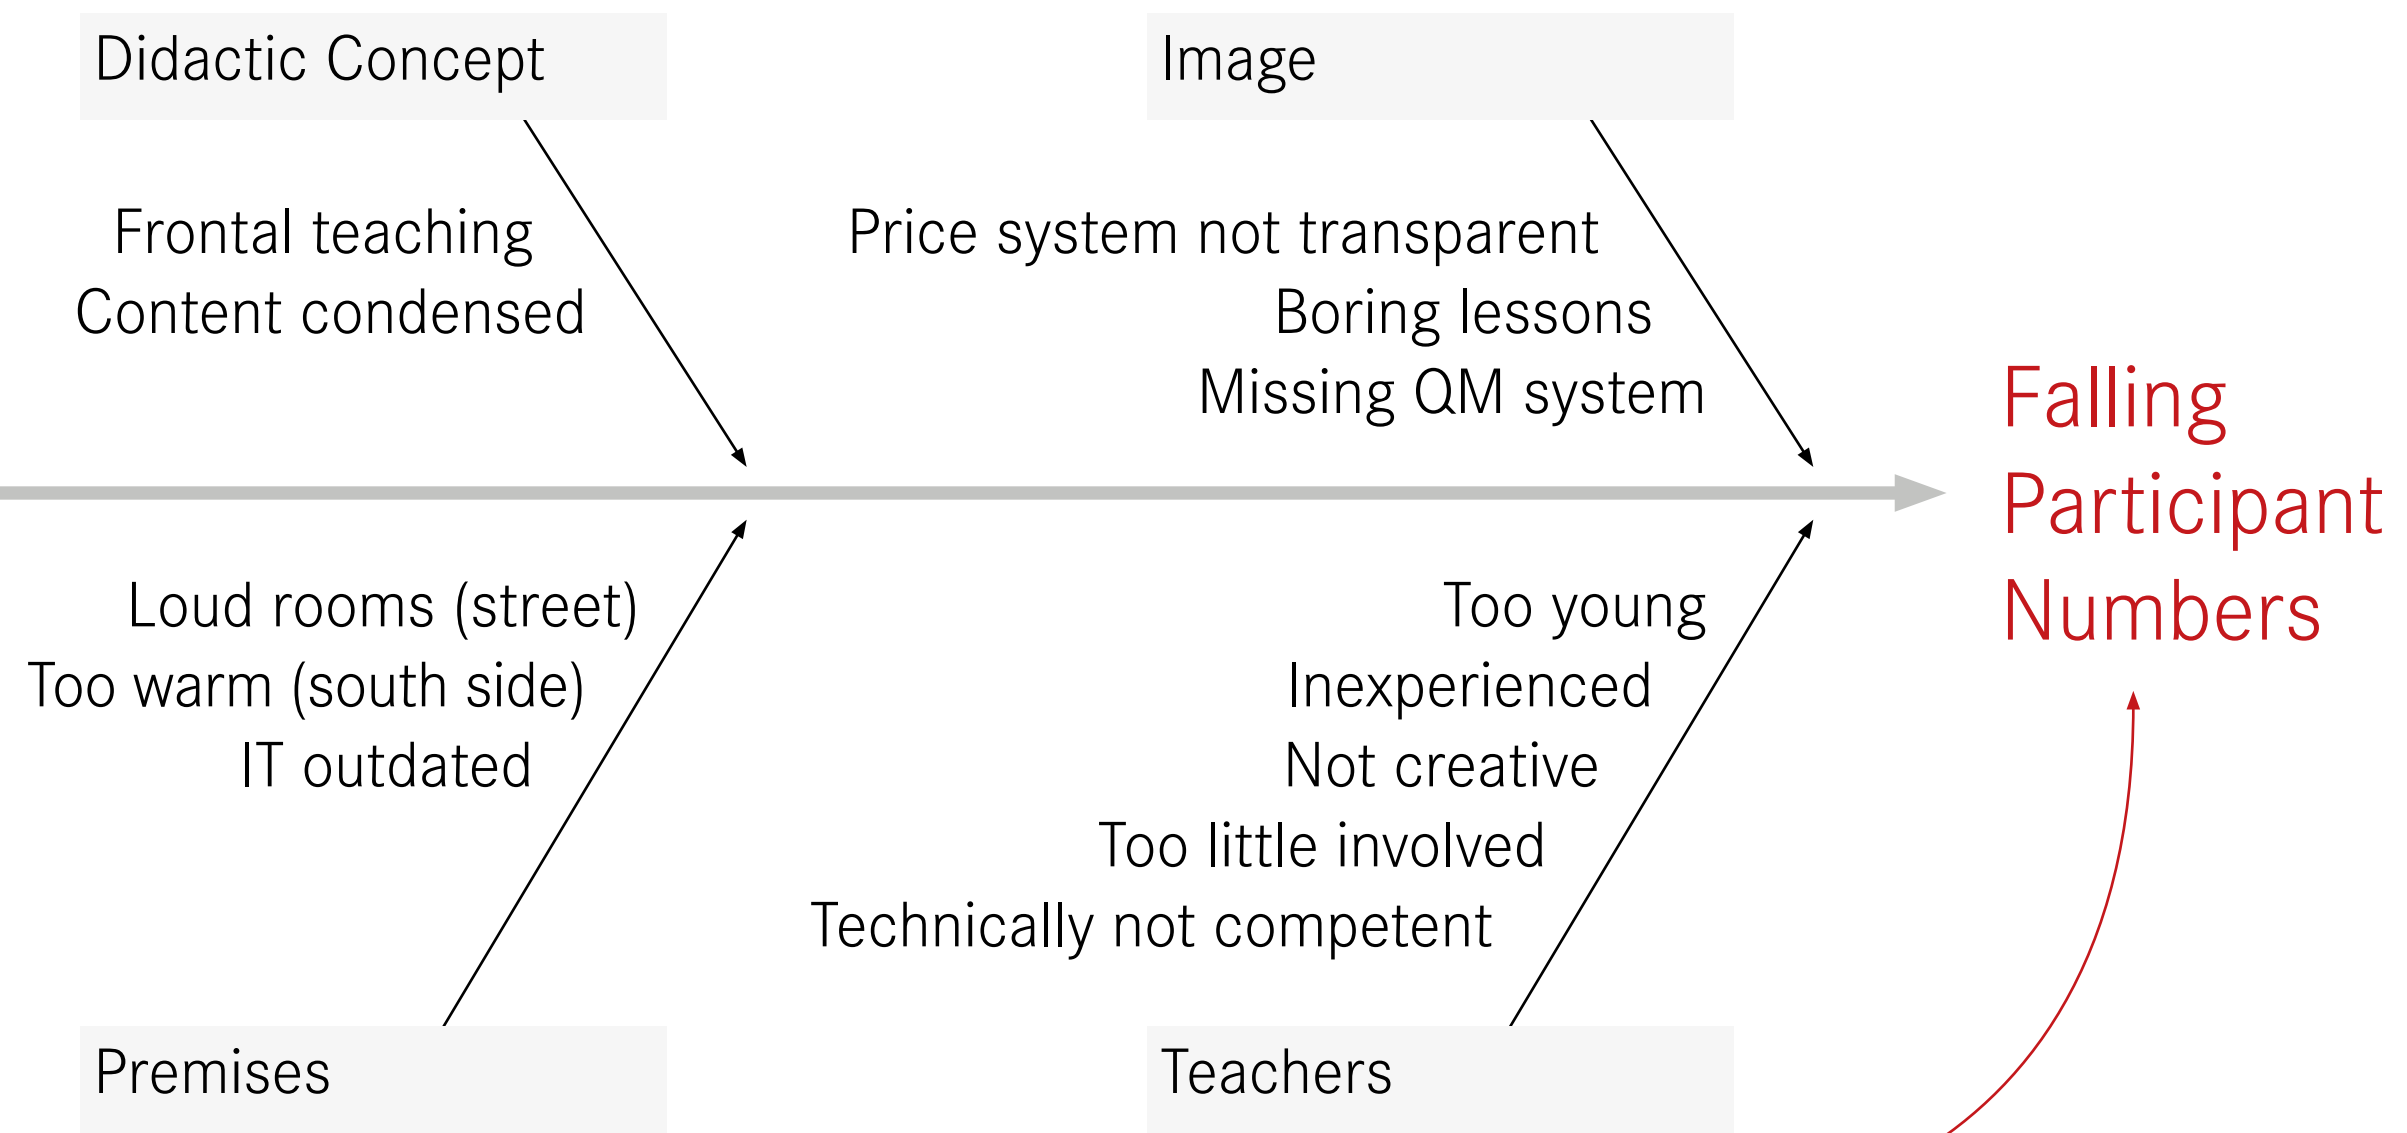 Didactic Concept
Frontal teaching
Content condensed
Image
Price system not transparent
Boring lessons
Missing QM system
Falling
Participant
Numbers
Loud rooms (street)
Too warm (south side)
IT outdated
Premises
Too young
Inexperienced
Not creative
Too little involved
Technically not competent
Teachers